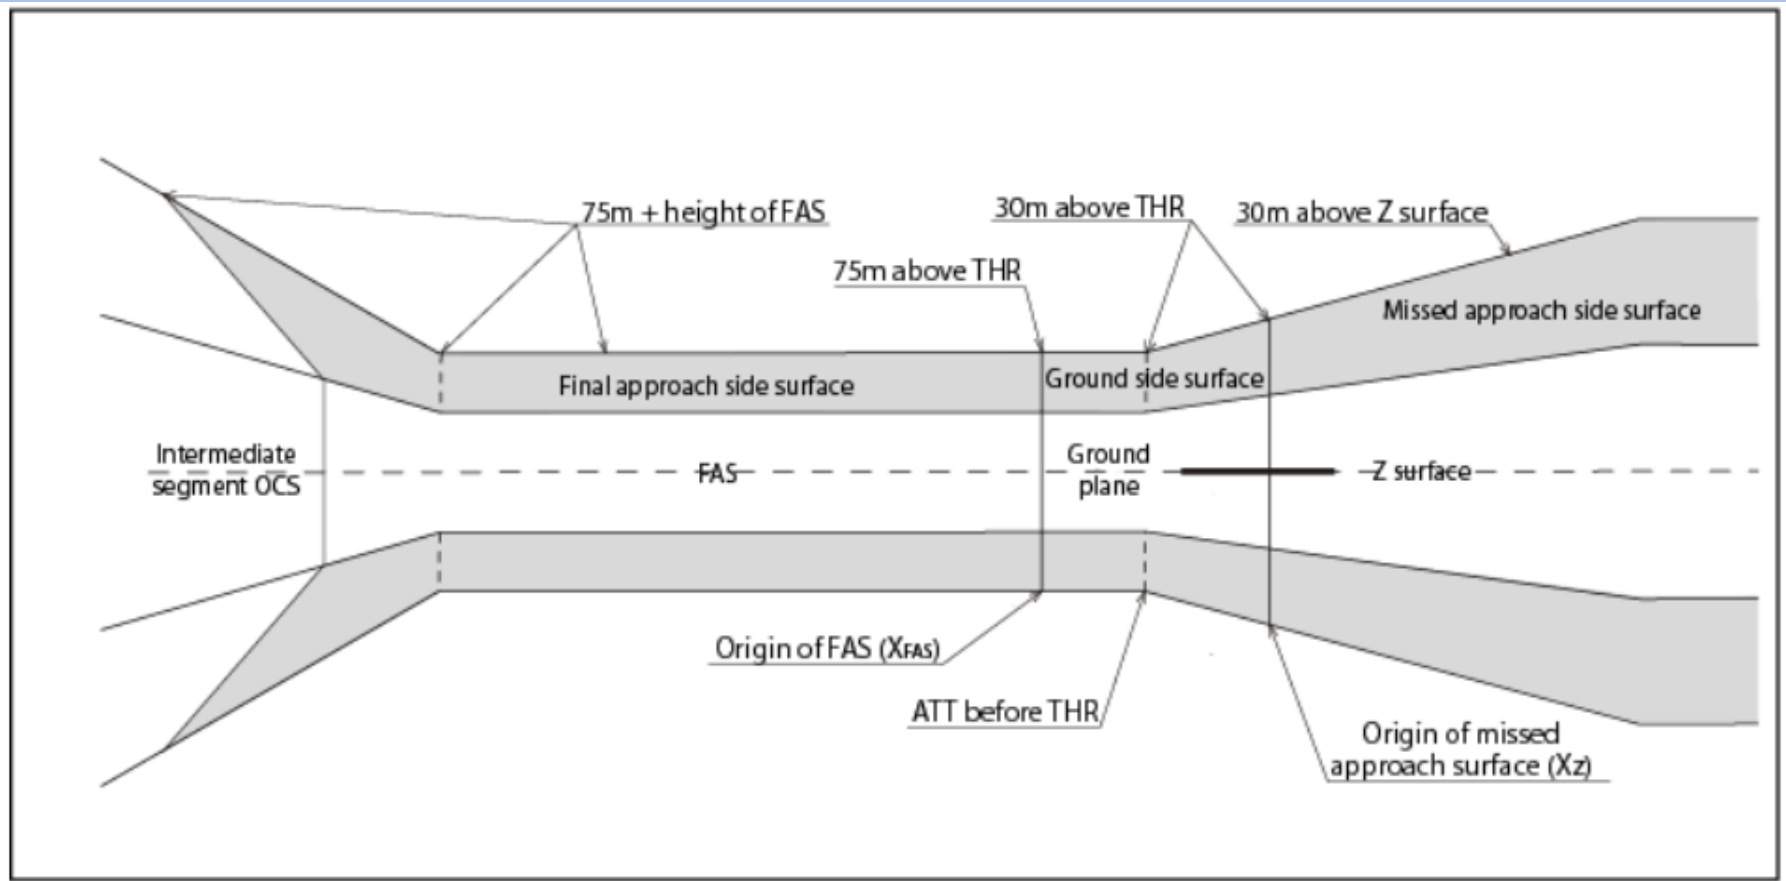 75m + height of FAS
30m above THR
30m above Z surface
75m above THR
Missed approach side surface
Final approach side surface
Ground side surface
Intermediate
segment OCS
FAS
Ground
plane
Z surface
Origin of FAS (XFAS)
ATT before THR
Origin of missed
approach surface (Xz)